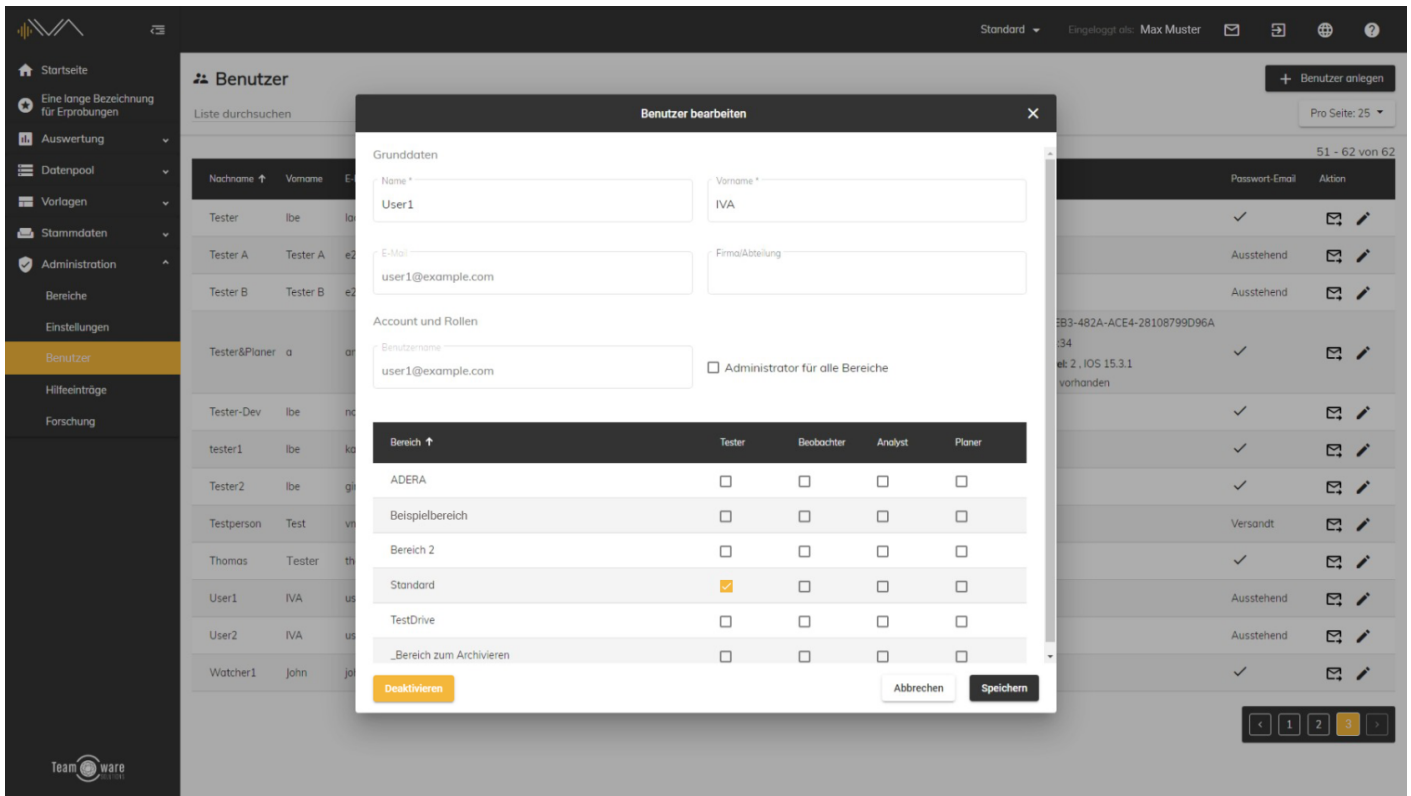 Standard
Eingeloggt als: Max Muster
Startseite
Eine lange Bezeichnung
für Erprobungen
Auswertung
Datenpool
Vorlagen
Stammdaten
Administration
Bereiche
Einstellungen
Benutzer
Hilfeeinträge
Forschung
Team ware
Benutzer
+ Benutzer anlegen
Liste durchsuchen
Pro Seite: 25
51 - 62 von 62
Nachname Vorname Passwort-Email Aktion
Tester Ibe
Tester A Tester A Ausstehend
Tester B Tester B Ausstehend
Tester&Planer a
EB3-482A-ACE4-28108799D96A
:34
el: 2 , IOS 15.3.1
vorhanden
Tester-Dev Ibe
tester1 Ibe
Tester2 Ibe
Testperson Test Versandt
Thomas Tester
User1 IVA Ausstehend
User2 IVA Ausstehend
Watcher1 John
1 2 3
Benutzer bearbeiten
Grunddaten
Name * Vorname *
User1 IVA
E-Mail Firma/Abteilung
user1@example.com
Account und Rollen
Benutzername
user1@example.com Administrator für alle Bereiche
Bereich Tester Beobachter Analyst Planer
ADERA
Beispielbereich
Bereich 2
Standard
TestDrive
_Bereich zum Archivieren
Deaktivieren Abbrechen Speichern